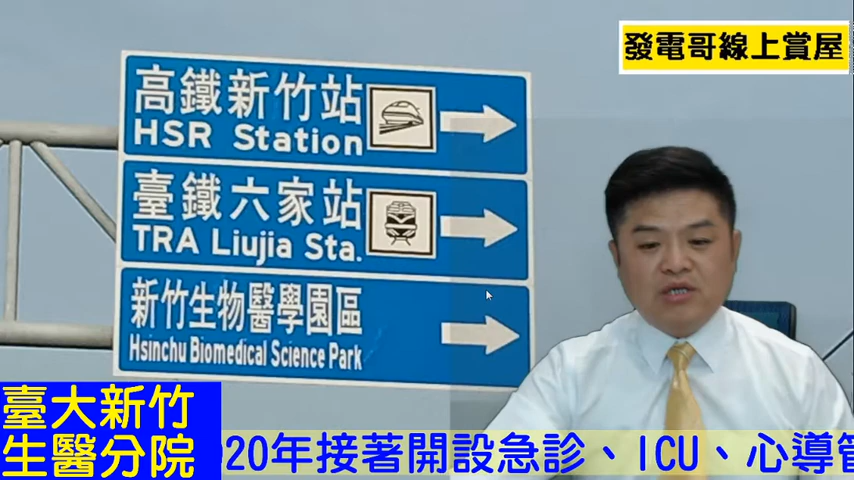 發電哥線上賞屋
高鐵新竹站
HSR Station
臺鐵六家站
TRA Liujia Sta.
新竹生物醫學園區
Hsinchu Biomedical Science Park
臺大新竹
生醫分院
020年接著開設急診、ICU、心導管